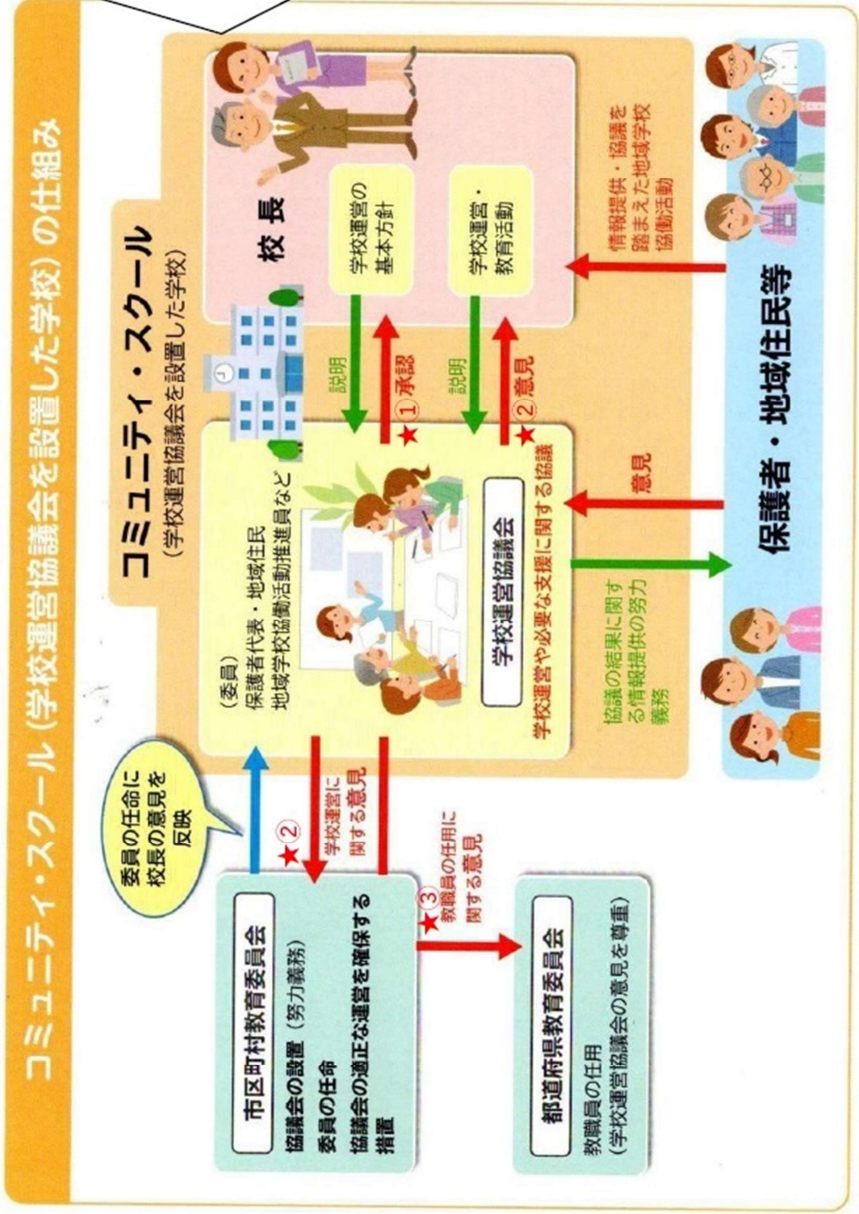 コミュニティ・スクール（学校運営協議会を設置した学校）の仕組み
コミュニティ・スクール
（学校運営協議会を設置した学校）
委員の任命に
校長の意見を
反映
市区町村教育委員会
協議会の設置（努力義務）
委員の任命
協議会の適正な運営を確保する
措置
★②
学校運営に
関する意見
★③
教職員の任用に
関する意見
都道府県教育委員会
教職員の任用
（学校運営協議会の意見を尊重）
（委員）
保護者代表・地域住民
地域学校協働活動推進員など
学校運営協議会
学校運営や必要な支援に関する協議
説明
★①承認
説明
★②意見
校長
学校運営の
基本方針
学校運営・
教育活動
協議の結果に関す
る情報提供の努力
義務
意見
情報提供・協議を
踏まえた地域学校
協働活動
保護者・地域住民等